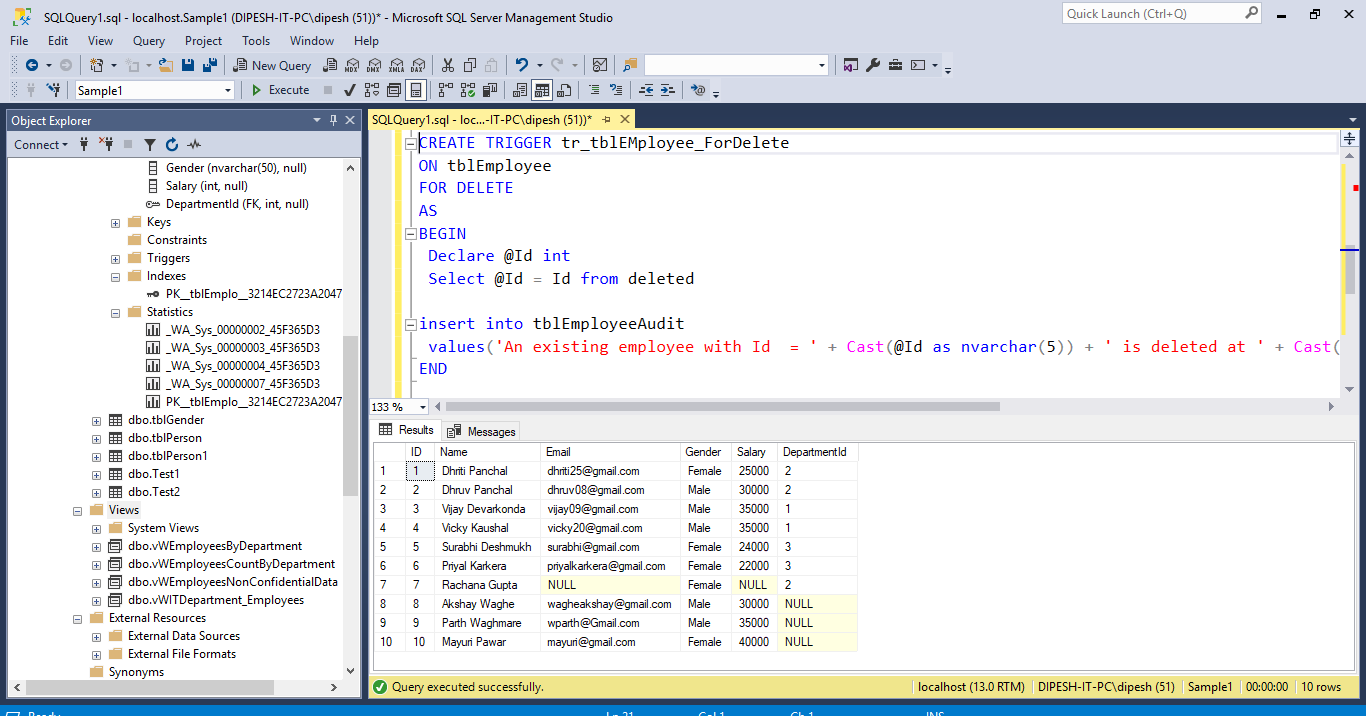 SQLQuery1.sql - localhost.Sample1 (DIPESH-IT-PC\dipesh (51))* - Microsoft SQL Server Management Studio
Quick Launch (Ctrl+Q)
File Edit View Query Project Tools Window Help
New Query MDX DMX XMLA DAX
Sample1 Execute
Object Explorer
Connect
Gender (nvarchar(50), null)
Salary (int, null)
DepartmentId (FK, int, null)
Keys
Constraints
Triggers
Indexes
PK__tblEmplo__3214EC2723A2047
Statistics
_WA_Sys_00000002_45F365D3
_WA_Sys_00000003_45F365D3
_WA_Sys_00000004_45F365D3
_WA_Sys_00000007_45F365D3
PK__tblEmplo__3214EC2723A2047
dbo.tblGender
dbo.tblPerson
dbo.tblPerson1
dbo.Test1
dbo.Test2
Views
System Views
dbo.vWEmployeesByDepartment
dbo.vWEmployeesCountByDepartment
dbo.vWEmployeesNonConfidentialData
dbo.vWITDepartment_Employees
External Resources
External Data Sources
External File Formats
Synonyms
SQLQuery1.sql - loc...-IT-PC\dipesh (51))*
CREATE TRIGGER tr_tblEMployee_ForDelete
ON tblEmployee
FOR DELETE
AS
BEGIN
Declare @Id int
Select @Id = Id from deleted
insert into tblEmployeeAudit
values('An existing employee with Id  = ' + Cast(@Id as nvarchar(5)) + ' is deleted at ' + Cast(
END
133 %
Results Messages
ID Name Email Gender Salary DepartmentId
1 1 Dhriti Panchal dhriti25@gmail.com Female 25000 2
2 2 Dhruv Panchal dhruv08@gmail.com Male 30000 2
3 3 Vijay Devarkonda vijay09@gmail.com Male 35000 1
4 4 Vicky Kaushal vicky20@gmail.com Male 35000 1
5 5 Surabhi Deshmukh surabhi@gmail.com Female 24000 3
6 6 Priyal Karkera priyalkarkera@gmail.com Female 22000 3
7 7 Rachana Gupta NULL Female NULL 2
8 8 Akshay Waghe wagheakshay@gmail.com Male 30000 NULL
9 9 Parth Waghmare wparth@Gmail.com Male 35000 NULL
10 10 Mayuri Pawar mayuri@Gmail.com Female 40000 NULL
Query executed successfully. localhost (13.0 RTM) DIPESH-IT-PC\dipesh (51) Sample1 00:00:00 10 rows
Ready Ln 21 Col 1 Ch 1 INS